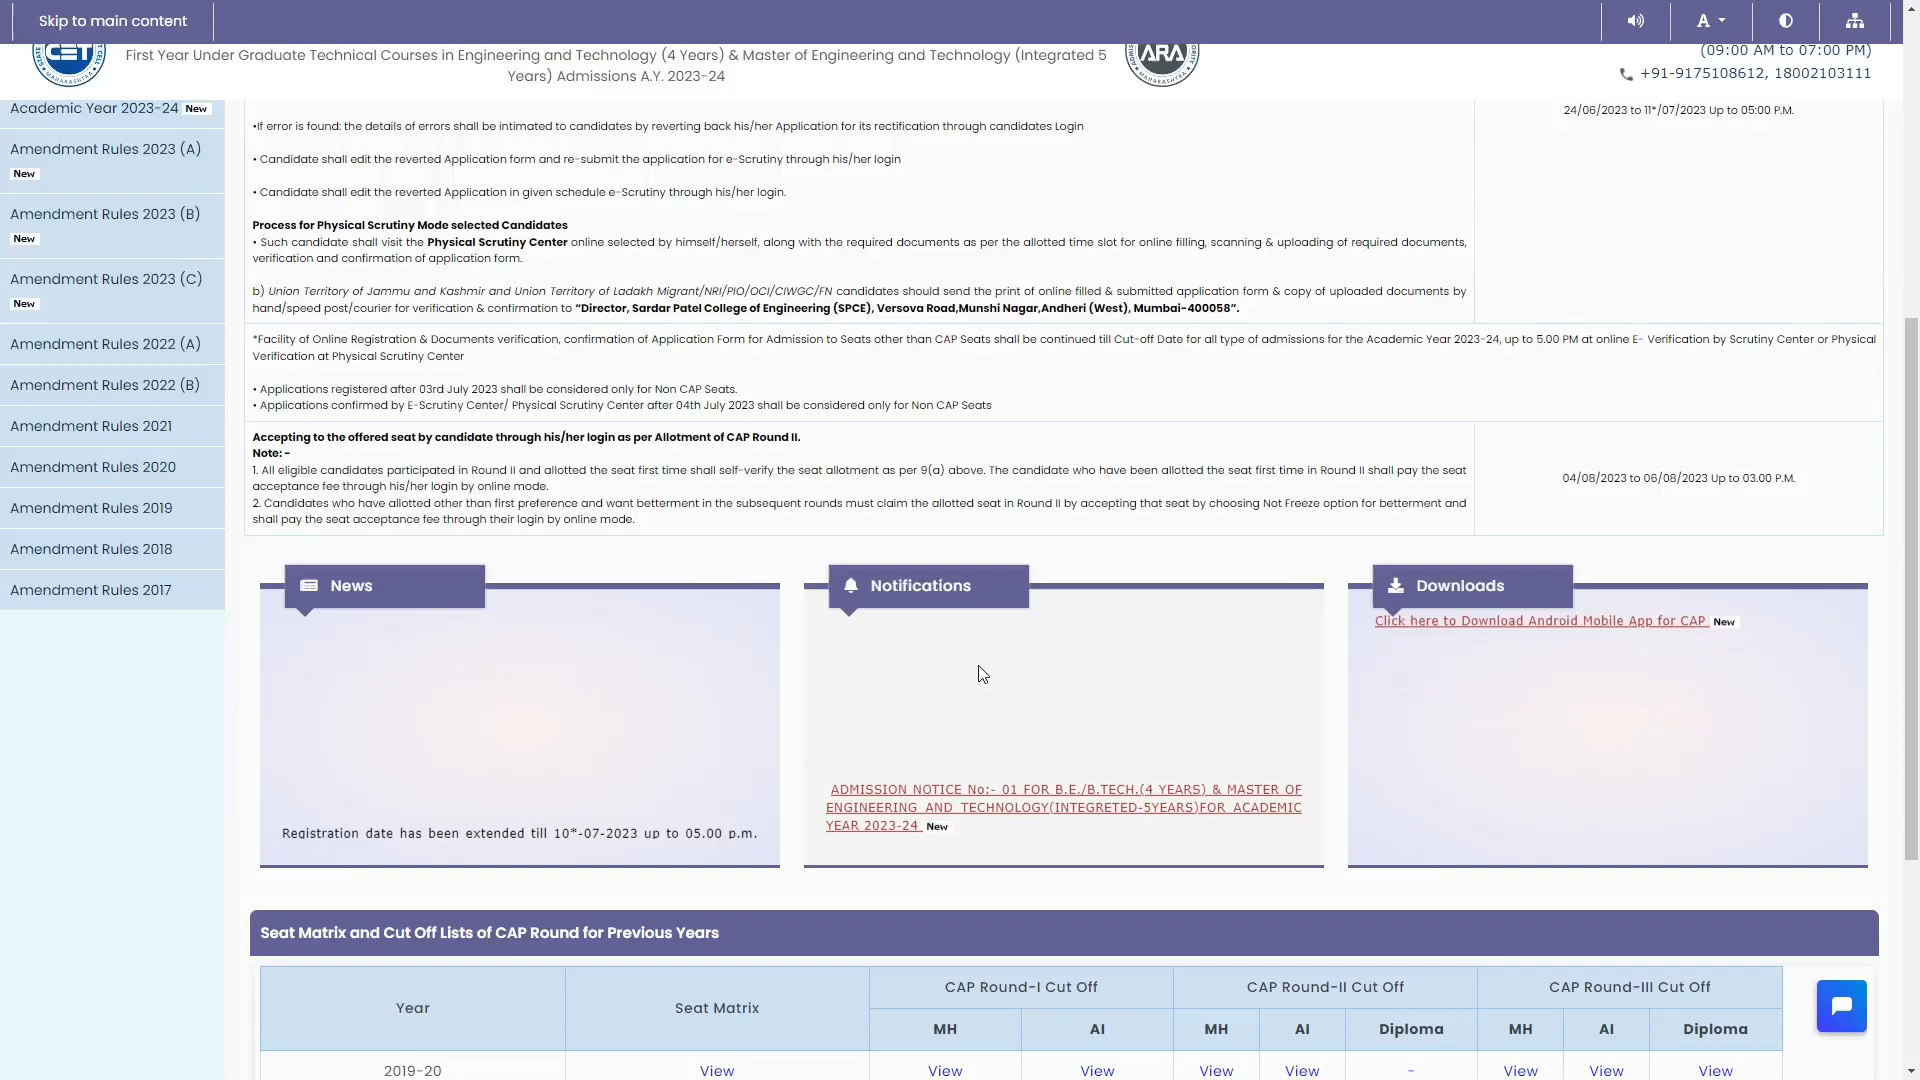 Skip to main content
A
First Year Under Graduate Technical Courses in Engineering and Technology (4 Years) & Master of Engineering and Technology (Integrated 5
Years) Admissions A.Y. 2023-24
CET
ARA
MAHARASHTRA
(09:00 AM to 07:00 PM)
+91-9175108612, 18002103111
Academic Year 2023-24 New
Amendment Rules 2023 (A)
New
Amendment Rules 2023 (B)
New
Amendment Rules 2023 (C)
New
Amendment Rules 2022 (A)
Amendment Rules 2022 (B)
Amendment Rules 2021
Amendment Rules 2020
Amendment Rules 2019
Amendment Rules 2018
Amendment Rules 2017
24/06/2023 to 11*/07/2023 Up to 05:00 P.M.
•If error is found: the details of errors shall be intimated to candidates by reverting back his/her Application for its rectification through candidates Login
• Candidate shall edit the reverted Application form and re-submit the application for e-Scrutiny through his/her login
• Candidate shall edit the reverted Application in given schedule e-Scrutiny through his/her login.
Process for Physical Scrutiny Mode selected Candidates
• Such candidate shall visit the Physical Scrutiny Center online selected by himself/herself, along with the required documents as per the allotted time slot for online filling, scanning & uploading of required documents,
verification and confirmation of application form.
b) Union Territory of Jammu and Kashmir and Union Territory of Ladakh Migrant/NRI/PIO/OCI/CIWGC/FN candidates should send the print of online filled & submitted application form & copy of uploaded documents by
hand/speed post/courier for verification & confirmation to “Director, Sardar Patel College of Engineering (SPCE), Versova Road,Munshi Nagar,Andheri (West), Mumbai-400058”.
*Facility of Online Registration & Documents verification, confirmation of Application Form for Admission to Seats other than CAP Seats shall be continued till Cut-off Date for all type of admissions for the Academic Year 2023-24, up to 5.00 PM at online E- Verification by Scrutiny Center or Physical
Verification at Physical Scrutiny Center
• Applications registered after 03rd July 2023 shall be considered only for Non CAP Seats.
• Applications confirmed by E-Scrutiny Center/ Physical Scrutiny Center after 04th July 2023 shall be considered only for Non CAP Seats
Accepting to the offered seat by candidate through his/her login as per Allotment of CAP Round II.
Note: -
1. All eligible candidates participated in Round II and allotted the seat first time shall self-verify the seat allotment as per 9(a) above. The candidate who have been allotted the seat first time in Round II shall pay the seat
acceptance fee through his/her login by online mode.
2. Candidates who have allotted other than first preference and want betterment in the subsequent rounds must claim the allotted seat in Round II by accepting that seat by choosing Not Freeze option for betterment and
shall pay the seat acceptance fee through their login by online mode.
04/08/2023 to 06/08/2023 Up to 03.00 P.M.
News
Registration date has been extended till 10*-07-2023 up to 05.00 p.m.
Notifications
ADMISSION NOTICE No:- 01 FOR B.E./B.TECH.(4 YEARS) & MASTER OF
ENGINEERING AND TECHNOLOGY(INTEGRETED-5YEARS)FOR ACADEMIC
YEAR 2023-24 New
Downloads
Click here to Download Android Mobile App for CAP New
Seat Matrix and Cut Off Lists of CAP Round for Previous Years
Year Seat Matrix CAP Round-I Cut Off CAP Round-II Cut Off CAP Round-III Cut Off
MH AI MH AI Diploma MH AI Diploma
2019-20 View View View View View - View View View